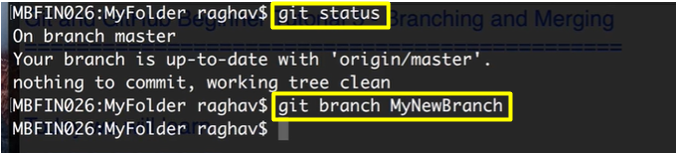 MBFIN026:MyFolder raghav$ git status
On branch master
Your branch is up-to-date with 'origin/master'.
nothing to commit, working tree clean
MBFIN026:MyFolder raghav$ git branch MyNewBranch
MBFIN026:MyFolder raghav$